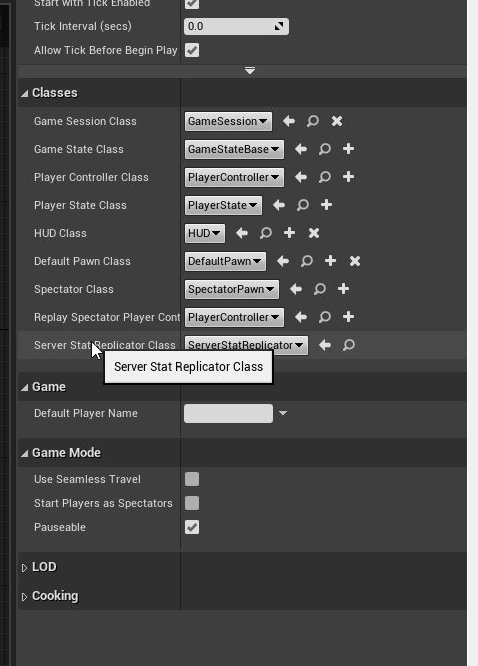 Start with Tick Enabled
Tick Interval (secs) 0.0
Allow Tick Before Begin Play
Classes
Game Session Class GameSession
Game State Class GameStateBase
Player Controller Class PlayerController
Player State Class PlayerState
HUD Class HUD
Default Pawn Class DefaultPawn
Spectator Class SpectatorPawn
Replay Spectator Player Cont PlayerController
Server Stat Replicator Class ServerStatReplicator
Server Stat Replicator Class
Game
Default Player Name
Game Mode
Use Seamless Travel
Start Players as Spectators
Pauseable
LOD
Cooking